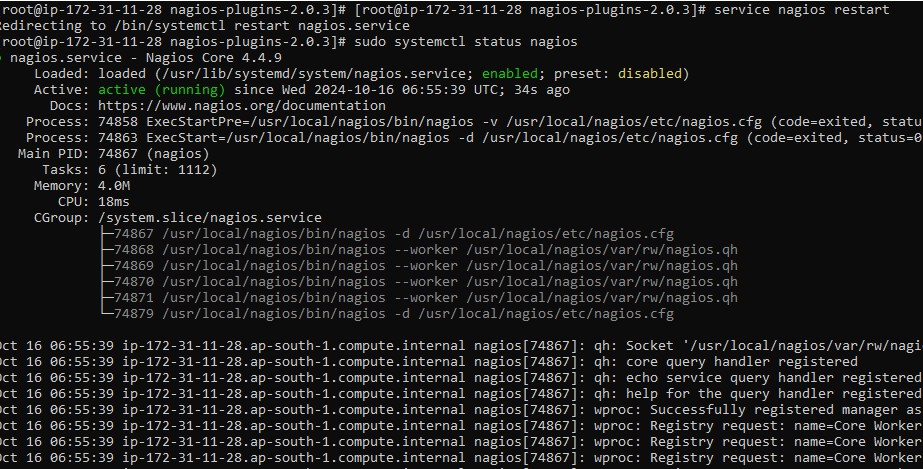 root@ip-172-31-11-28 nagios-plugins-2.0.3]# [root@ip-172-31-11-28 nagios-plugins-2.0.3]# service nagios restart
Redirecting to /bin/systemctl restart nagios.service
root@ip-172-31-11-28 nagios-plugins-2.0.3]# sudo systemctl status nagios
nagios.service - Nagios Core 4.4.9
Loaded: loaded (/usr/lib/systemd/system/nagios.service; enabled; preset: disabled)
Active: active (running) since Wed 2024-10-16 06:55:39 UTC; 34s ago
Docs: https://www.nagios.org/documentation
Process: 74858 ExecStartPre=/usr/local/nagios/bin/nagios -v /usr/local/nagios/etc/nagios.cfg (code=exited, statu
Process: 74863 ExecStart=/usr/local/nagios/bin/nagios -d /usr/local/nagios/etc/nagios.cfg (code=exited, status=0
Main PID: 74867 (nagios)
Tasks: 6 (limit: 1112)
Memory: 4.0M
CPU: 18ms
CGroup: /system.slice/nagios.service
├─74867 /usr/local/nagios/bin/nagios -d /usr/local/nagios/etc/nagios.cfg
├─74868 /usr/local/nagios/bin/nagios --worker /usr/local/nagios/var/rw/nagios.qh
├─74869 /usr/local/nagios/bin/nagios --worker /usr/local/nagios/var/rw/nagios.qh
├─74870 /usr/local/nagios/bin/nagios --worker /usr/local/nagios/var/rw/nagios.qh
├─74871 /usr/local/nagios/bin/nagios --worker /usr/local/nagios/var/rw/nagios.qh
└─74879 /usr/local/nagios/bin/nagios -d /usr/local/nagios/etc/nagios.cfg
Oct 16 06:55:39 ip-172-31-11-28.ap-south-1.compute.internal nagios[74867]: qh: Socket '/usr/local/nagios/var/rw/nagi
Oct 16 06:55:39 ip-172-31-11-28.ap-south-1.compute.internal nagios[74867]: qh: core query handler registered
Oct 16 06:55:39 ip-172-31-11-28.ap-south-1.compute.internal nagios[74867]: qh: echo service query handler registered
Oct 16 06:55:39 ip-172-31-11-28.ap-south-1.compute.internal nagios[74867]: qh: help for the query handler registered
Oct 16 06:55:39 ip-172-31-11-28.ap-south-1.compute.internal nagios[74867]: wproc: Successfully registered manager as
Oct 16 06:55:39 ip-172-31-11-28.ap-south-1.compute.internal nagios[74867]: wproc: Registry request: name=Core Worker
Oct 16 06:55:39 ip-172-31-11-28.ap-south-1.compute.internal nagios[74867]: wproc: Registry request: name=Core Worker
Oct 16 06:55:39 ip-172-31-11-28.ap-south-1.compute.internal nagios[74867]: wproc: Registry request: name=Core Worker